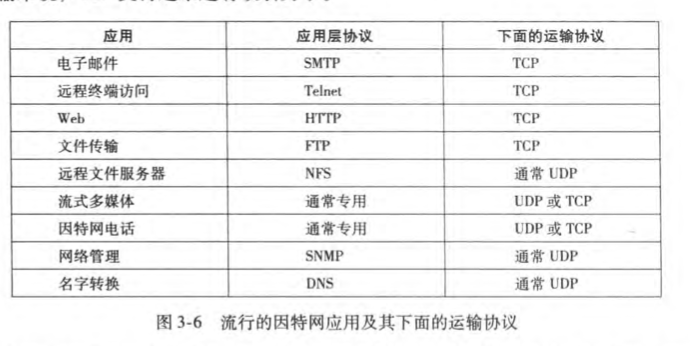 应用 应用层协议 下面的运输协议
电子邮件 SMTP TCP
远程终端访问 Telnet TCP
Web HTTP TCP
文件传输 FTP TCP
远程文件服务器 NFS 通常 UDP
流式多媒体 通常专用 UDP 或 TCP
因特网电话 通常专用 UDP 或 TCP
网络管理 SNMP 通常 UDP
名字转换 DNS 通常 UDP
图 3-6 流行的因特网应用及其下面的运输协议